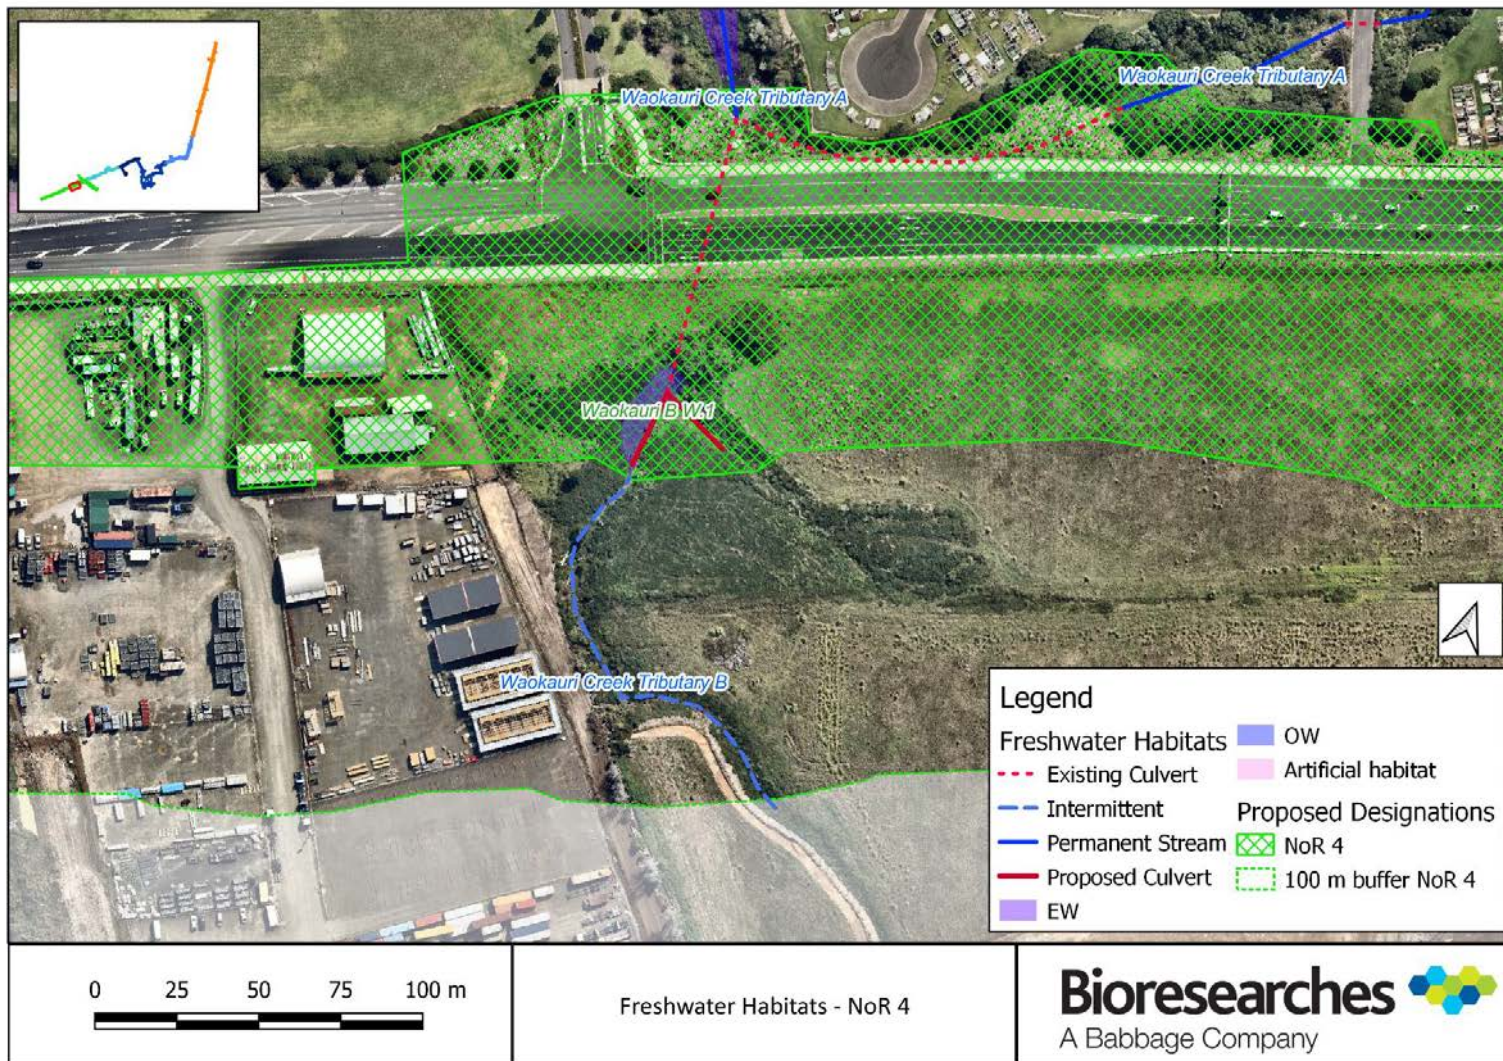 Waokauri Creek Tributary A
Waokauri Creek Tributary A
Waokauri B W.1
Waokauri Creek Tributary B
Legend
Freshwater Habitats
Existing Culvert
Intermittent
Permanent Stream
Proposed Culvert
EW
OW
Artificial habitat
Proposed Designations
NoR 4
100 m buffer NoR 4
0 25 50 75 100 m
Freshwater Habitats - NoR 4
Bioresearches
A Babbage Company